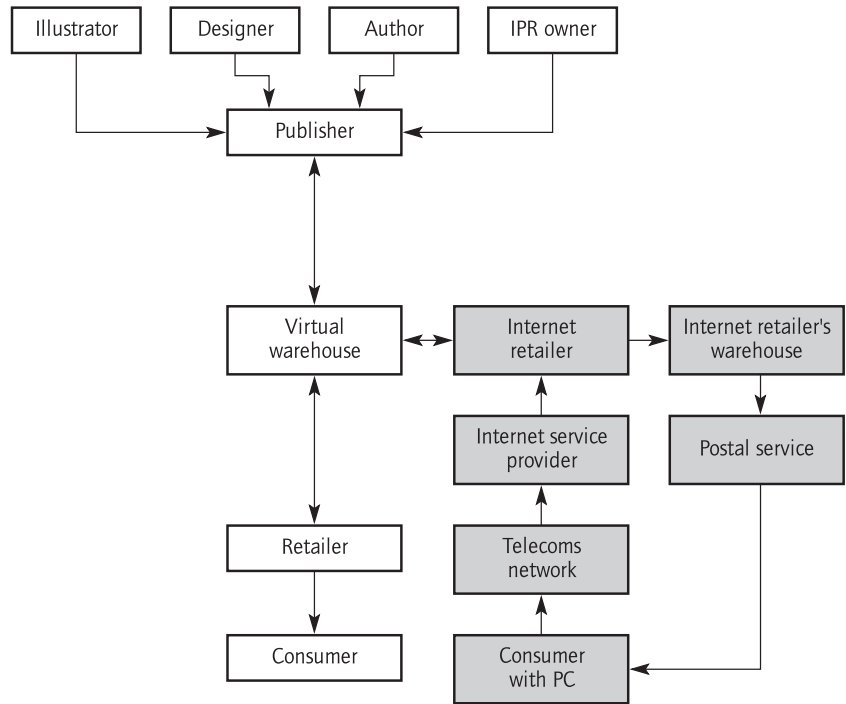 Illustrator
Designer
Author
IPR owner
Publisher
Virtual
warehouse
Internet
retailer
Internet retailer's
warehouse
Internet service
provider
Postal service
Retailer
Telecoms
network
Consumer
Consumer
with PC